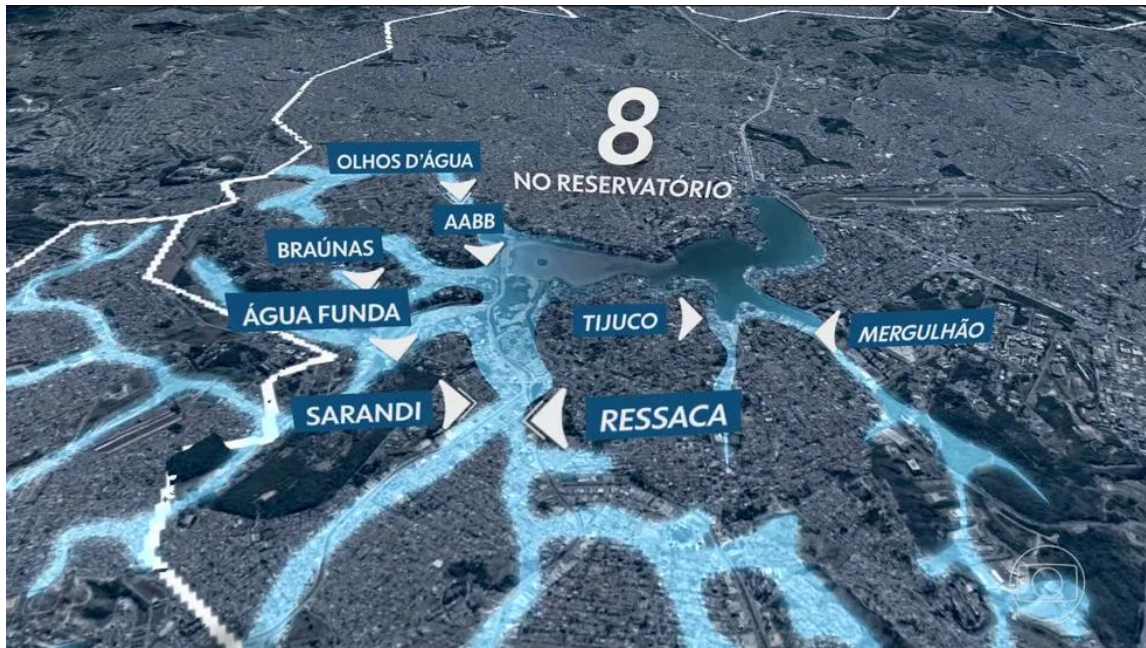 8
NO RESERVATÓRIO
OLHOS D'ÁGUA
AABB
BRAÚNAS
ÁGUA FUNDA
TIJUCO
MERGULHÃO
SARANDI
RESSACA